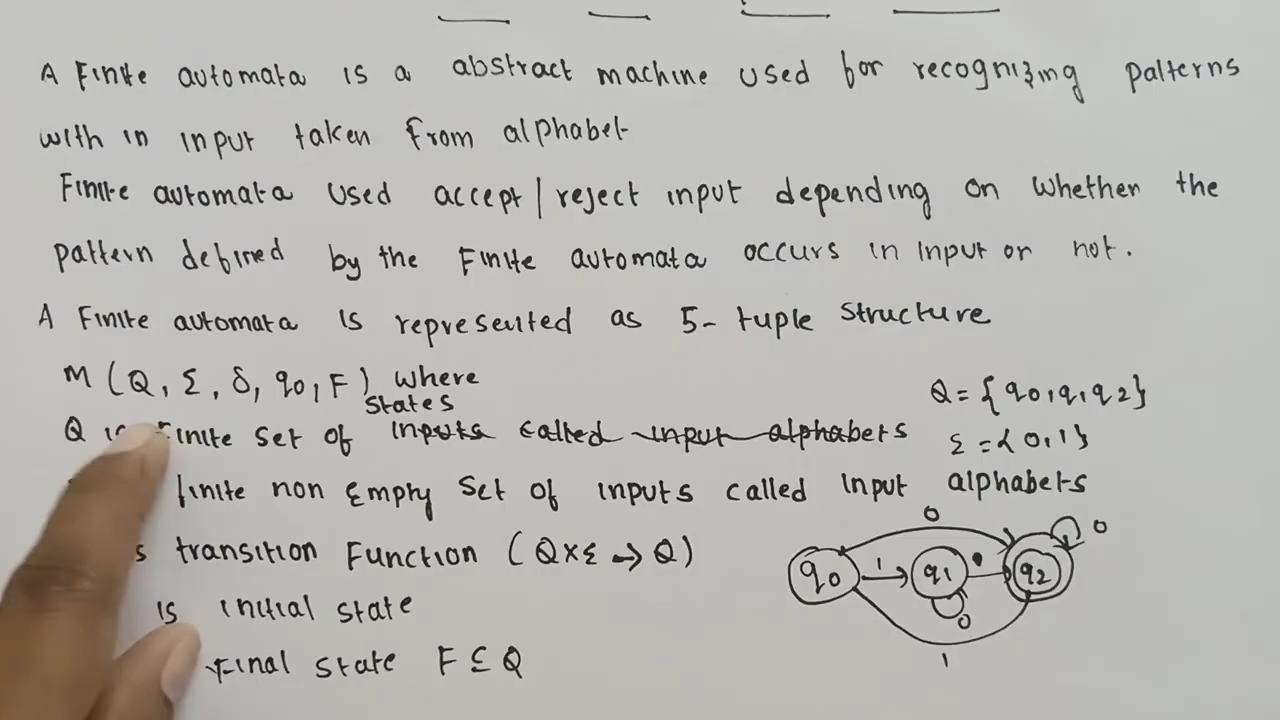 A Finite automata is a abstract machine used for recognizing patterns
with in input taken from alphabet
Finite automata used accept/reject input depending on whether the
pattern defined by the Finite automata occurs in input or not.
A Finite automata is represented as 5-tuple structure
M (Q, Σ, δ, q0, F) where
states
Q is finite set of inputs called input alphabets
finite non Empty set of inputs called input alphabets
transition Function (Q×Σ → Q)
is initial state
Final state F ⊆ Q
Q = {q0, q1, q2}
Σ = {0, 1}
0
0
q0 1 q1 q2
0
1